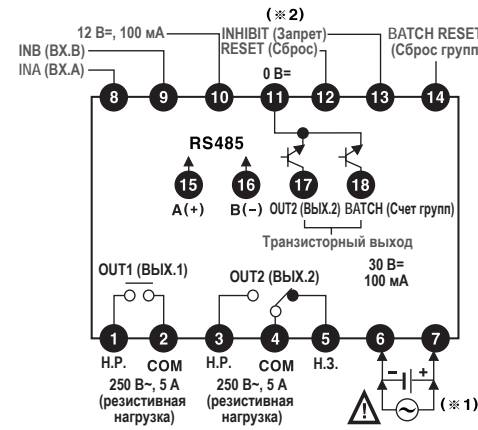 (※2)
12 В=, 100 мА
INHIBIT (Запрет)
BATCH RESET
INB (ВХ.В)
RESET (Сброс)
(Сброс групп
INA (ВХ.А)
0 В=
8 9 10 11 12 13 14
RS485
15 16 17 18
A(+) B(−) OUT2 (ВЫХ.2) BATCH (Счет групп)
Транзисторный выход
OUT1 (ВЫХ.1)
OUT2 (ВЫХ.2)
30 В=
100 мА
1 2 3 4 5 6 7
Н.Р. COM Н.Р. COM Н.З.
250 В~, 5 А
(резистивная
нагрузка)
250 В~, 5 А
(резистивная
нагрузка)
− +
(※1)